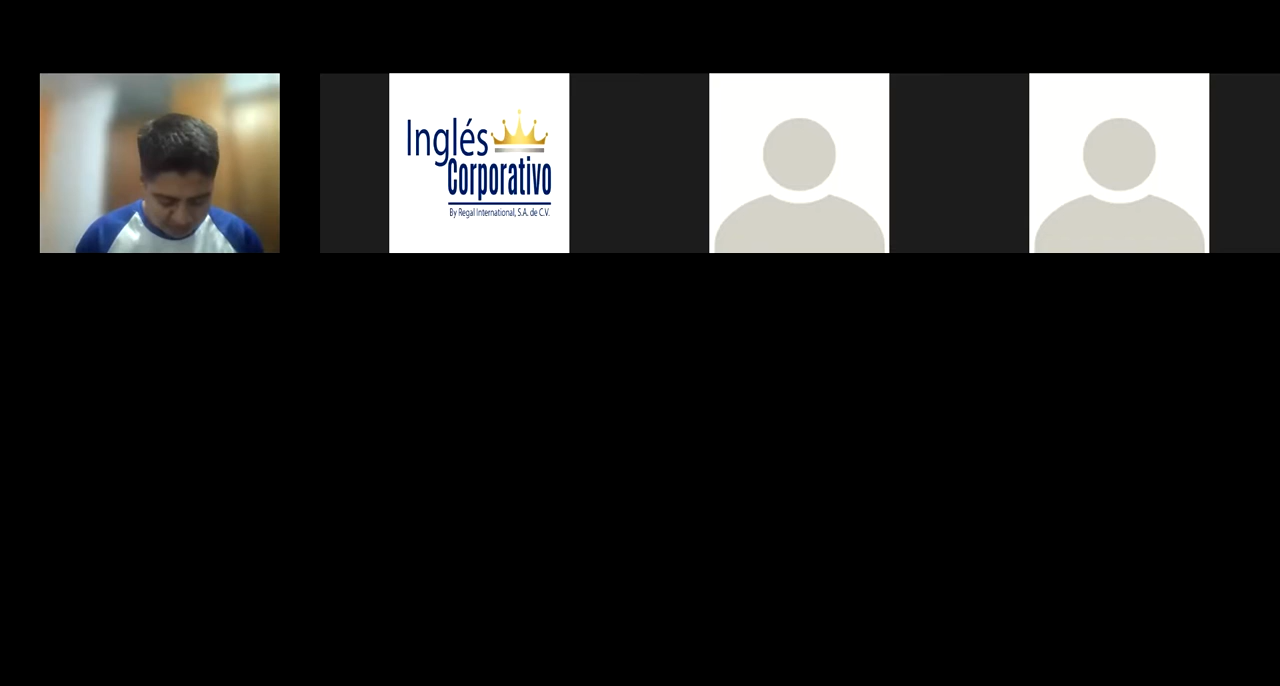 Inglés
Corporativo
By Regal International, S.A. de C.V.